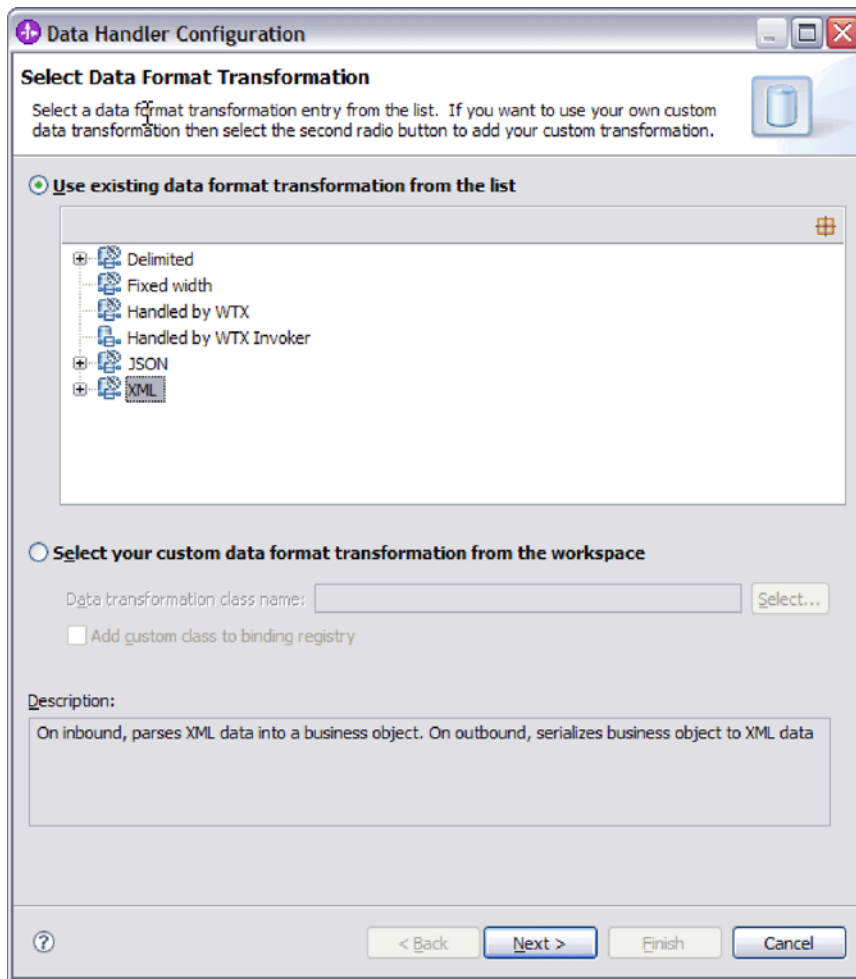 Data Handler Configuration
Select Data Format Transformation
Select a data format transformation entry from the list. If you want to use your own custom
data transformation then select the second radio button to add your custom transformation.
Use existing data format transformation from the list
Delimited
Fixed width
Handled by WTX
Handled by WTX Invoker
JSON
XML
Select your custom data format transformation from the workspace
Data transformation class name:
Select...
Add custom class to binding registry
Description:
On inbound, parses XML data into a business object. On outbound, serializes business object to XML data
< Back
Next >
Finish
Cancel